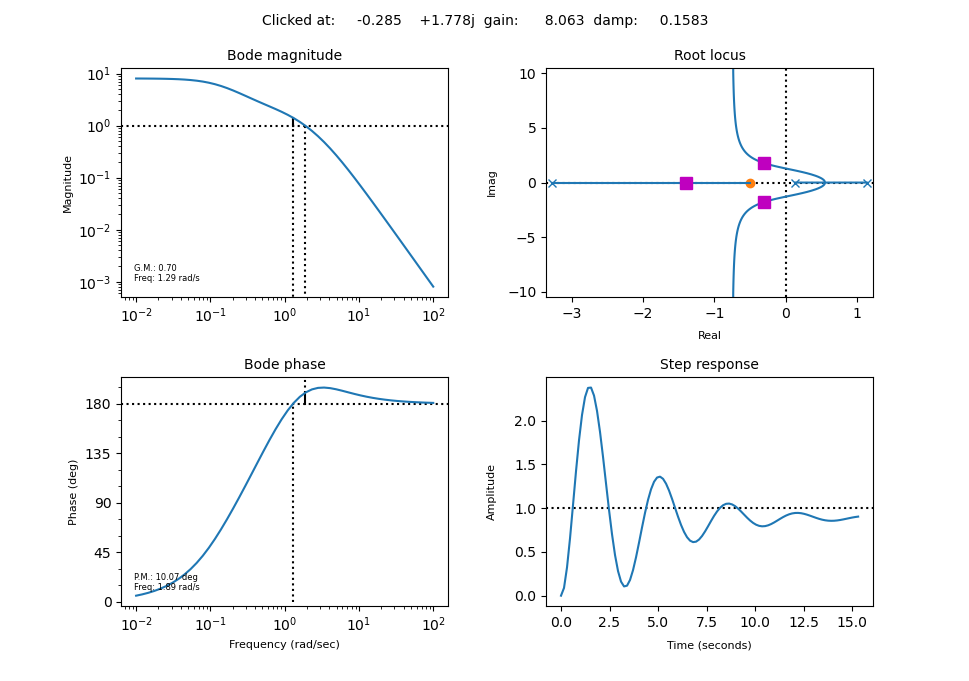 Clicked at: -0.285 +1.778j gain: 8.063 damp: 0.1583
Bode magnitude
10^1
10^0
10^-1
10^-2
10^-3
Magnitude
G.M.: 0.70
Freq: 1.29 rad/s
10^-2 10^-1 10^0 10^1 10^2
Root locus
10
5
0
−5
−10
Imag
−3 −2 −1 0 1
Real
Bode phase
180
135
90
45
0
Phase (deg)
P.M.: 10.07 deg
Freq: 1.89 rad/s
10^-2 10^-1 10^0 10^1 10^2
Frequency (rad/sec)
Step response
2.0
1.5
1.0
0.5
0.0
Amplitude
0.0 2.5 5.0 7.5 10.0 12.5 15.0
Time (seconds)